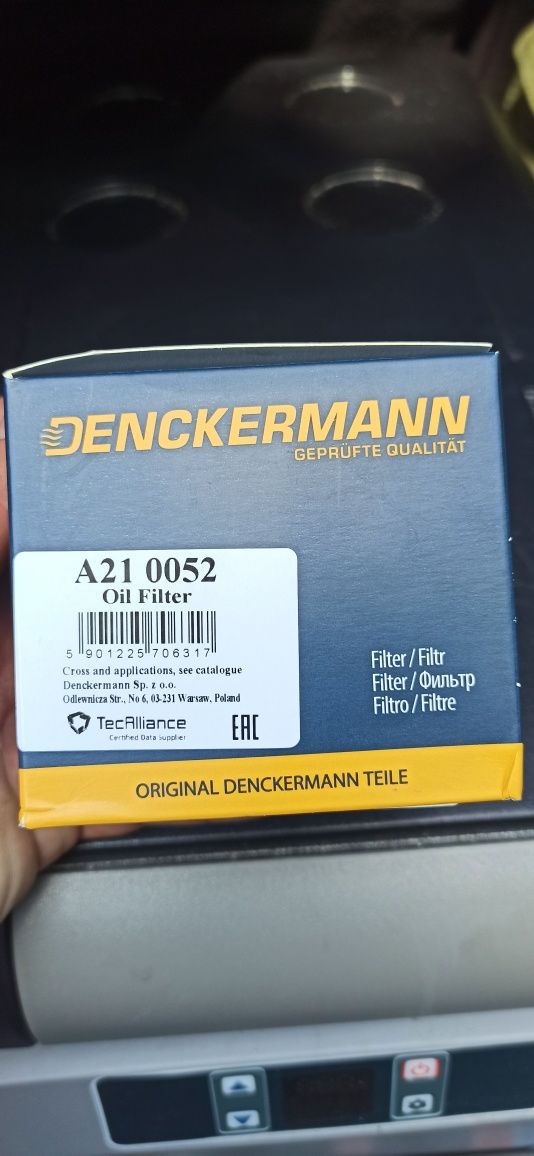 DENCKERMANN
GEPRÜFTE QUALITÄT
A21 0052
Oil Filter
5 901225 706317
Cross and applications, see catalogue
Denckermann Sp. z o.o.
Odlewnicza Str., No 6, 03-231 Warsaw, Poland
TecAlliance
Certified Data Supplier
EAC
Filter / Filtr
Filter / Фильтр
Filtro / Filtre
ORIGINAL DENCKERMANN TEILE